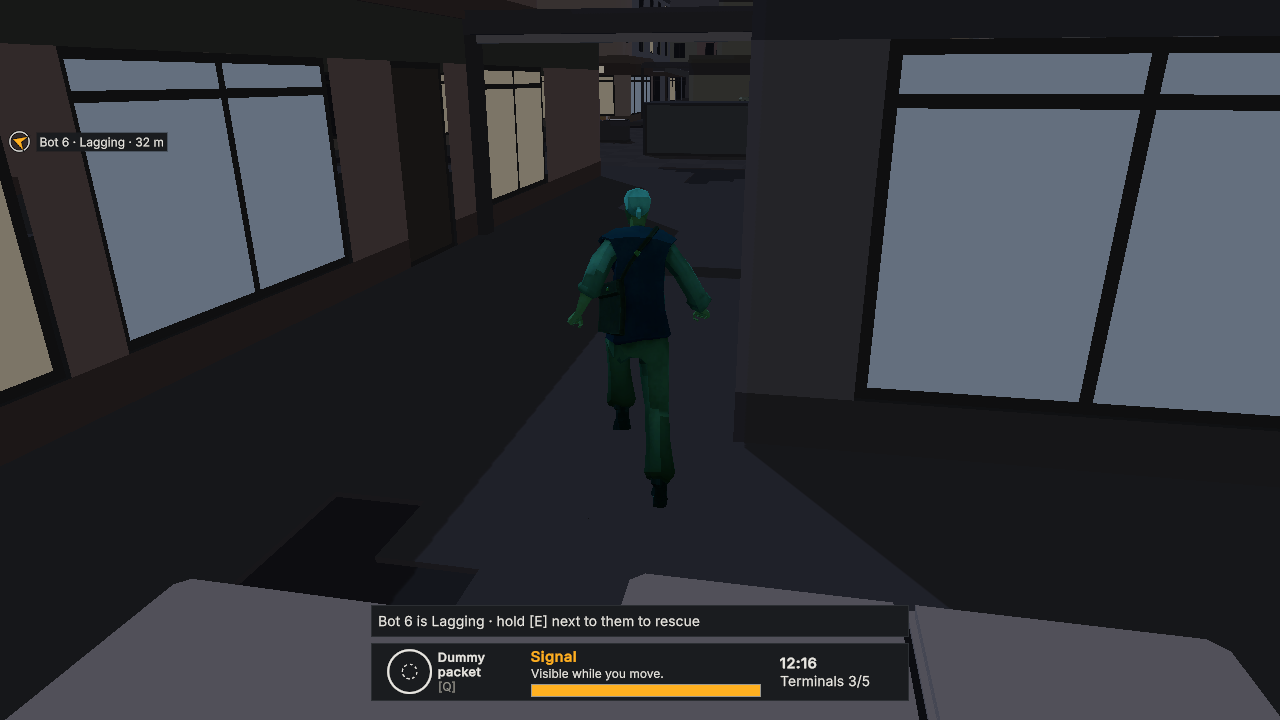 Bot 6 · Lagging · 32 m
Bot 6 is Lagging · hold [E] next to them to rescue
Dummy
packet
[Q]
Signal
Visible while you move.
12:16
Terminals 3/5